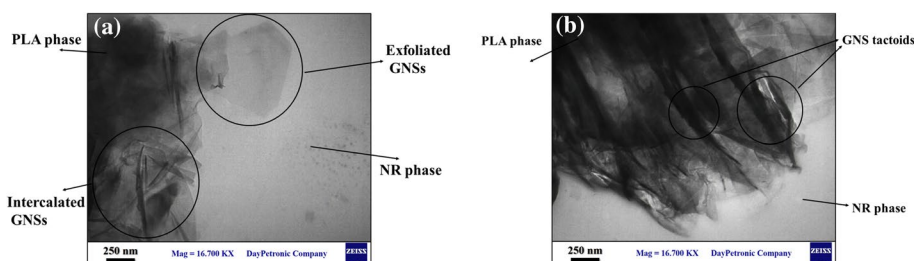 (a)
PLA phase
Exfoliated
GNSs
NR phase
Intercalated
GNSs
250 nm
Mag = 16.700 KX DayPetronic Company
ZEISS
(b)
PLA phase
GNS tactoids
NR phase
250 nm
Mag = 16.700 KX DayPetronic Company
ZEISS